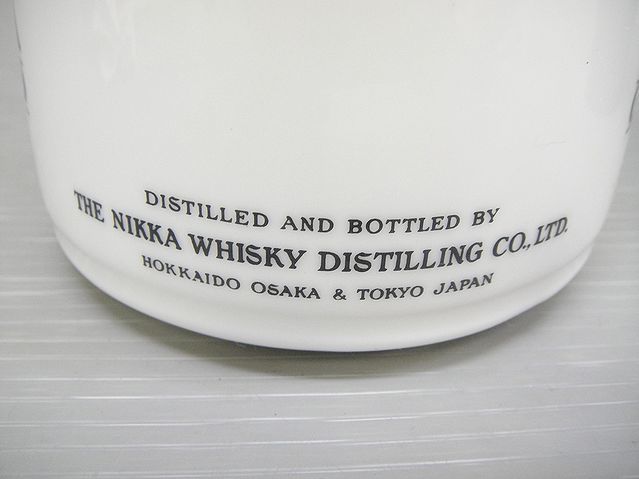 DISTILLED AND BOTTLED BY
THE NIKKA WHISKY DISTILLING CO., LTD.
HOKKAIDO OSAKA & TOKYO JAPAN